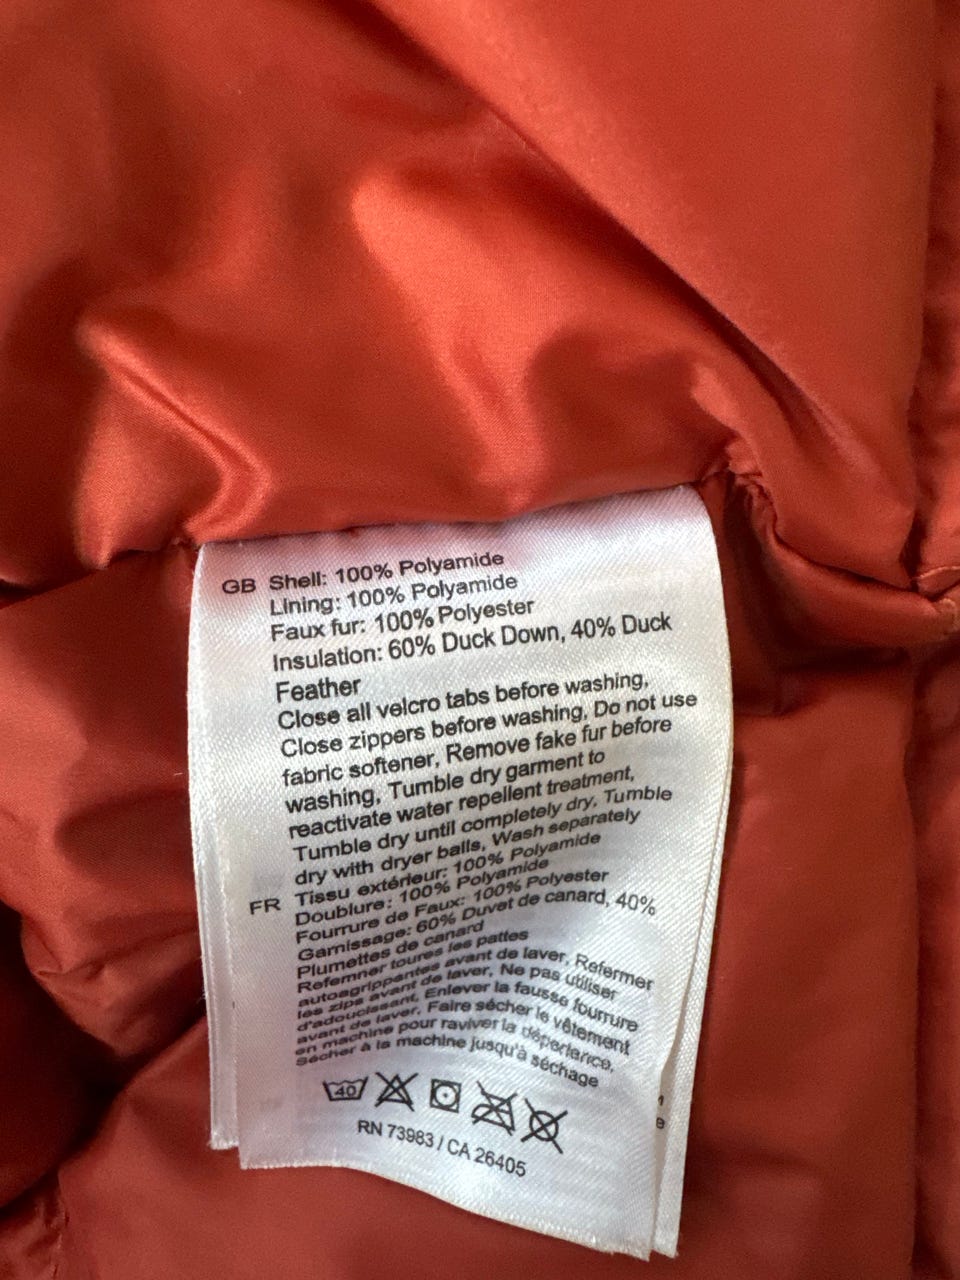 GB Shell: 100% Polyamide
Lining: 100% Polyamide
Faux fur: 100% Polyester
Insulation: 60% Duck Down, 40% Duck
Feather
Close all velcro tabs before washing,
Close zippers before washing, Do not use
fabric softener, Remove fake fur before
washing, Tumble dry garment to
reactivate water repellent treatment,
Tumble dry until completely dry, Tumble
dry with dryer balls, Wash separately
FR Tissu extérieur: 100% Polyamide
Doublure: 100% Polyamide
Fourrure de Faux: 100% Polyester
Garnissage: 60% Duvet de canard, 40%
Plumettes de canard
Refermner toures les pattes
autoagrippantes avant de laver, Refermer
les zips avant de laver, Ne pas utiliser
d'adoucissant, Enlever la fausse fourrure
avant de laver, Faire sécher le vêtement
en machine pour raviver la déperlance,
Sécher à la machine jusqu'à séchage
40
RN 73983 / CA 26405